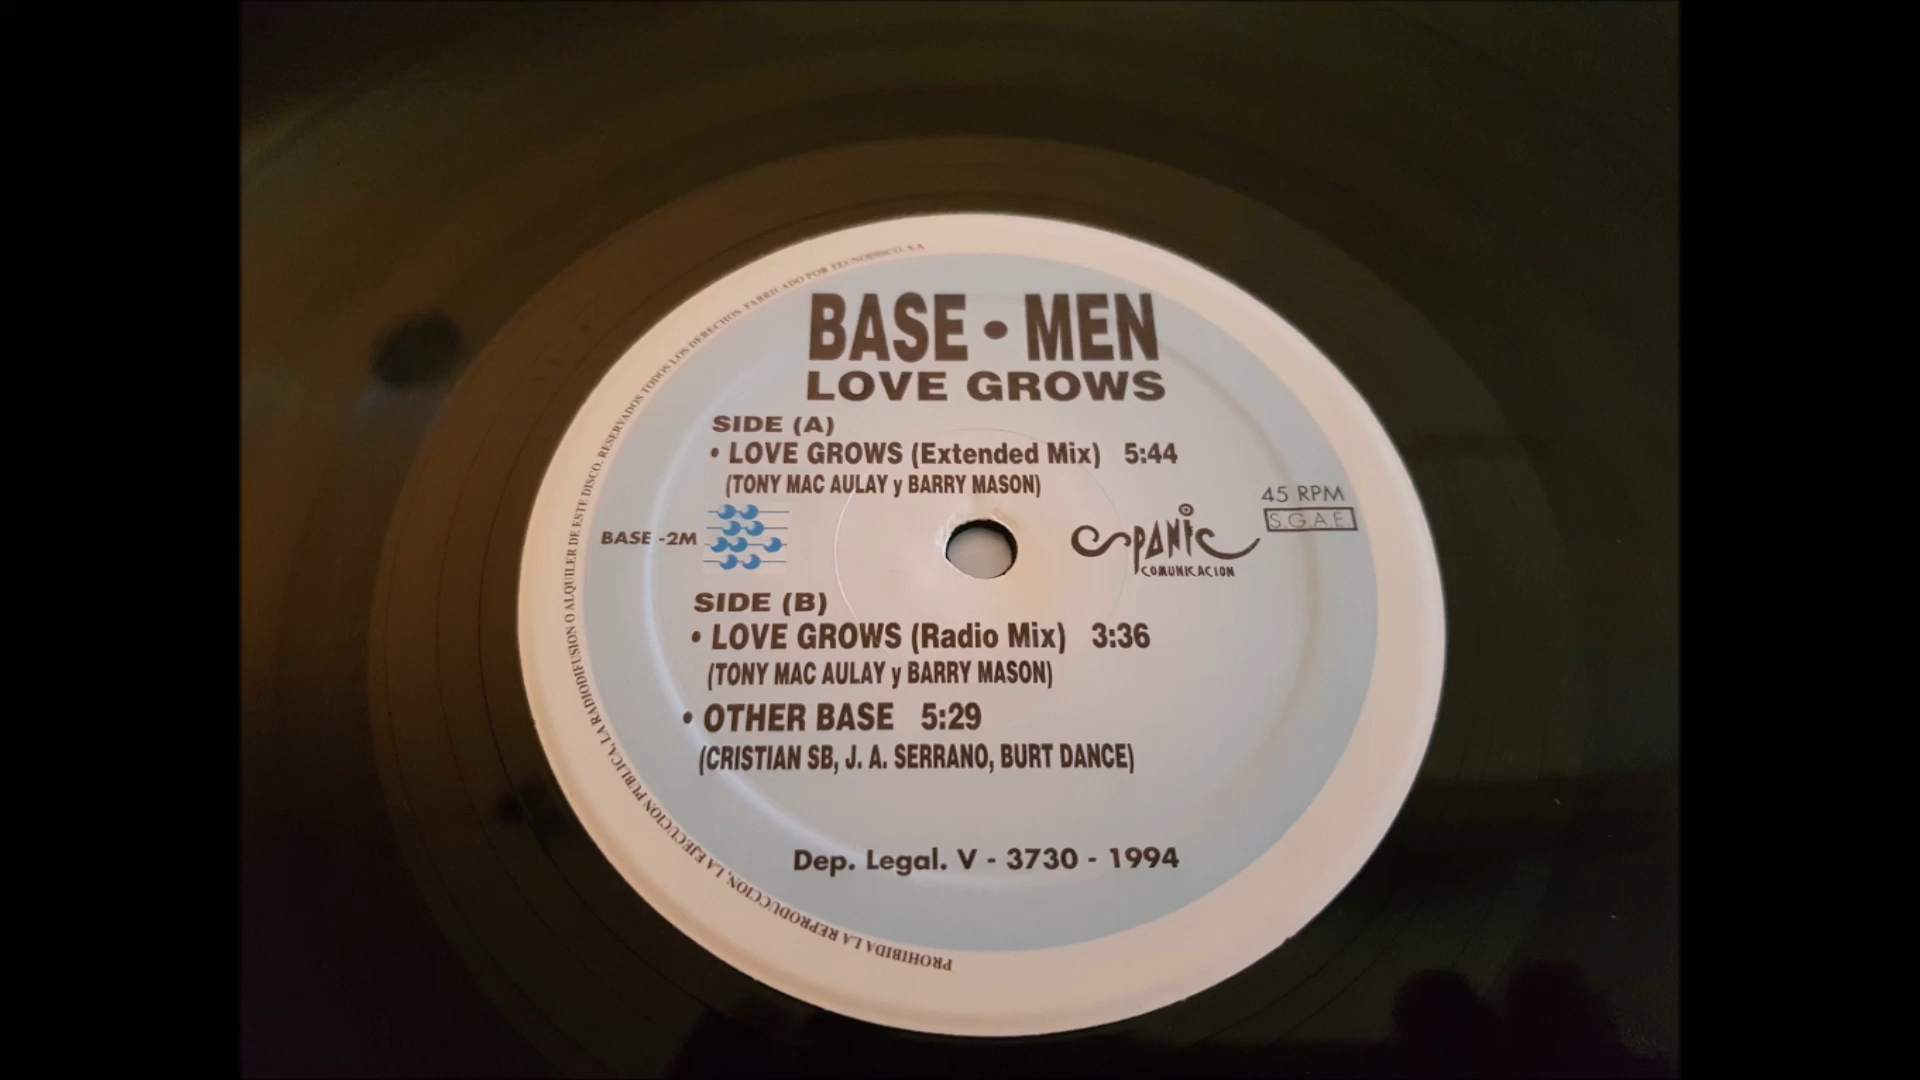 BASE • MEN
LOVE GROWS
SIDE (A)
• LOVE GROWS (Extended Mix) 5:44
(TONY MAC AULAY y BARRY MASON)
45 RPM
S.G.A.E.
BASE -2M
PANIC
COMUNICACION
SIDE (B)
• LOVE GROWS (Radio Mix) 3:36
(TONY MAC AULAY y BARRY MASON)
• OTHER BASE 5:29
(CRISTIAN SB, J. A. SERRANO, BURT DANCE)
Dep. Legal. V - 3730 - 1994
PROHIBIDA LA REPRODUCCION, LA EJECUCION PUBLICA, LA RADIODIFUSION O ALQUILER DE ESTE DISCO. RESERVADOS TODOS LOS DERECHOS. FABRICADO POR TECNODISCO, S.A.